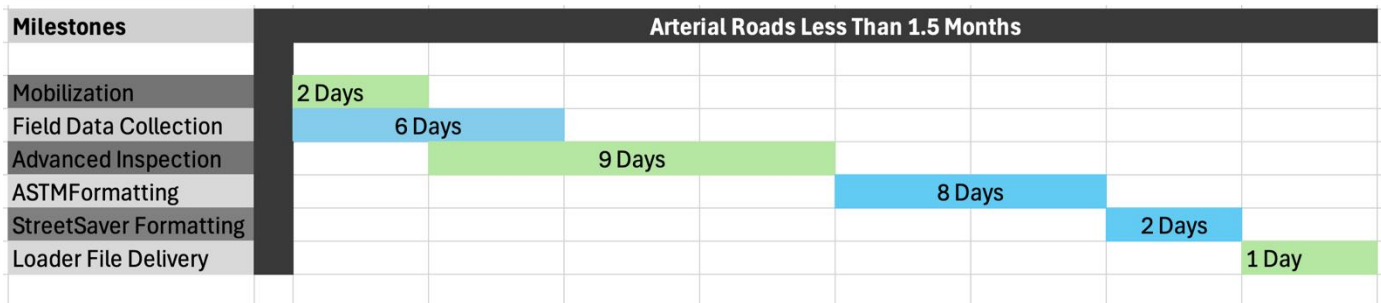 Milestones Arterial Roads Less Than 1.5 Months
Mobilization 2 Days
Field Data Collection 6 Days
Advanced Inspection 9 Days
ASTMFormatting 8 Days
StreetSaver Formatting 2 Days
Loader File Delivery 1 Day